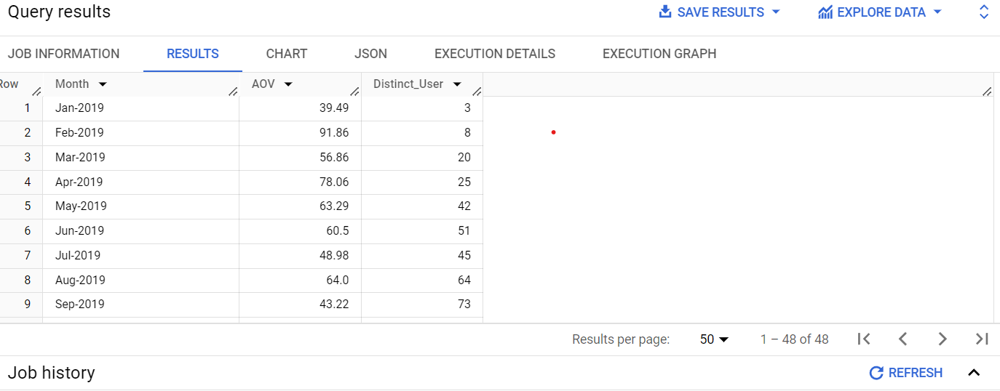 Query results SAVE RESULTS EXPLORE DATA
JOB INFORMATION RESULTS CHART JSON EXECUTION DETAILS EXECUTION GRAPH
Row Month AOV Distinct_User
1 Jan-2019 39.49 3
2 Feb-2019 91.86 8
3 Mar-2019 56.86 20
4 Apr-2019 78.06 25
5 May-2019 63.29 42
6 Jun-2019 60.5 51
7 Jul-2019 48.98 45
8 Aug-2019 64.0 64
9 Sep-2019 43.22 73
Results per page: 50 1 – 48 of 48
Job history REFRESH